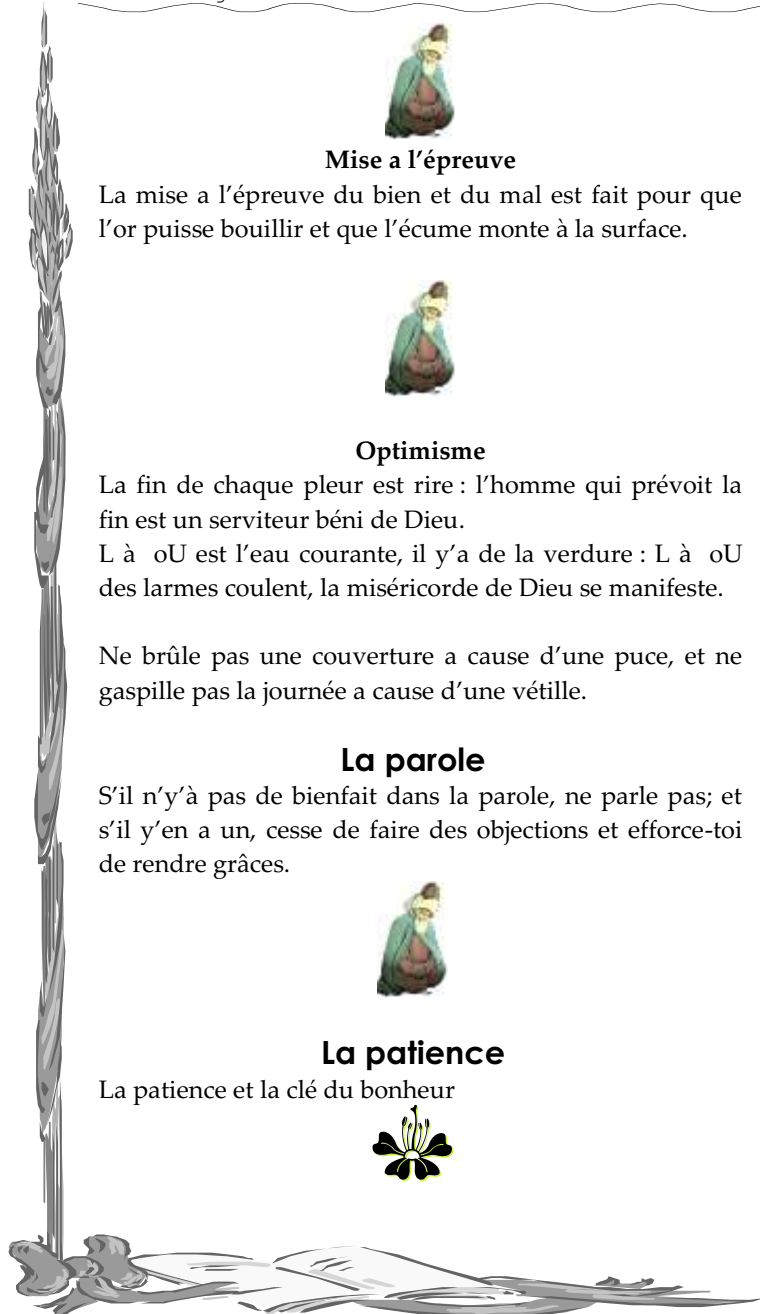 Mise a l’épreuve
La mise a l’épreuve du bien et du mal est fait pour que
l’or puisse bouillir et que l’écume monte à la surface.
Optimisme
La fin de chaque pleur est rire : l’homme qui prévoit la
fin est un serviteur béni de Dieu.
L à oU est l’eau courante, il y’a de la verdure : L à oU
des larmes coulent, la miséricorde de Dieu se manifeste.
Ne brûle pas une couverture a cause d’une puce, et ne
gaspille pas la journée a cause d’une vétille.
La parole
S’il n’y’à pas de bienfait dans la parole, ne parle pas; et
s’il y’en a un, cesse de faire des objections et efforce-toi
de rendre grâces.
La patience
La patience et la clé du bonheur